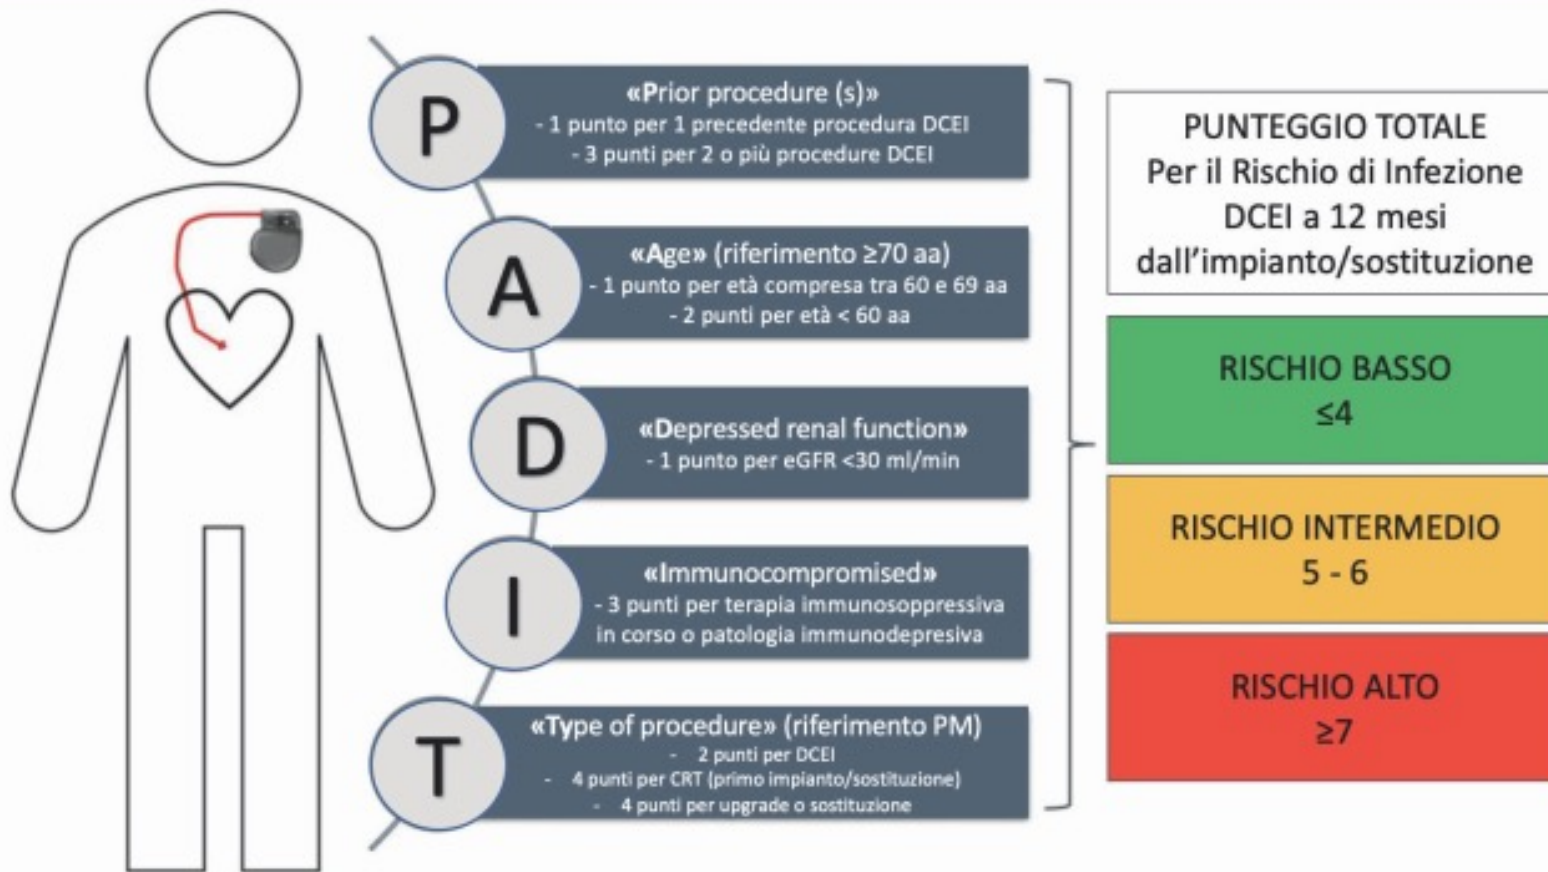 P
«Prior procedure (s)»
- 1 punto per 1 precedente procedura DCEI
- 3 punti per 2 o più procedure DCEI
A
«Age» (riferimento ≥70 aa)
- 1 punto per età compresa tra 60 e 69 aa
- 2 punti per età < 60 aa
D
«Depressed renal function»
- 1 punto per eGFR <30 ml/min
I
«Immunocompromised»
- 3 punti per terapia immunosoppressiva
in corso o patologia immunodepresiva
T
«Type of procedure» (riferimento PM)
- 2 punti per DCEI
- 4 punti per CRT (primo impianto/sostituzione)
- 4 punti per upgrade o sostituzione
PUNTEGGIO TOTALE
Per il Rischio di Infezione
DCEI a 12 mesi
dall'impianto/sostituzione
RISCHIO BASSO
≤4
RISCHIO INTERMEDIO
5 - 6
RISCHIO ALTO
≥7